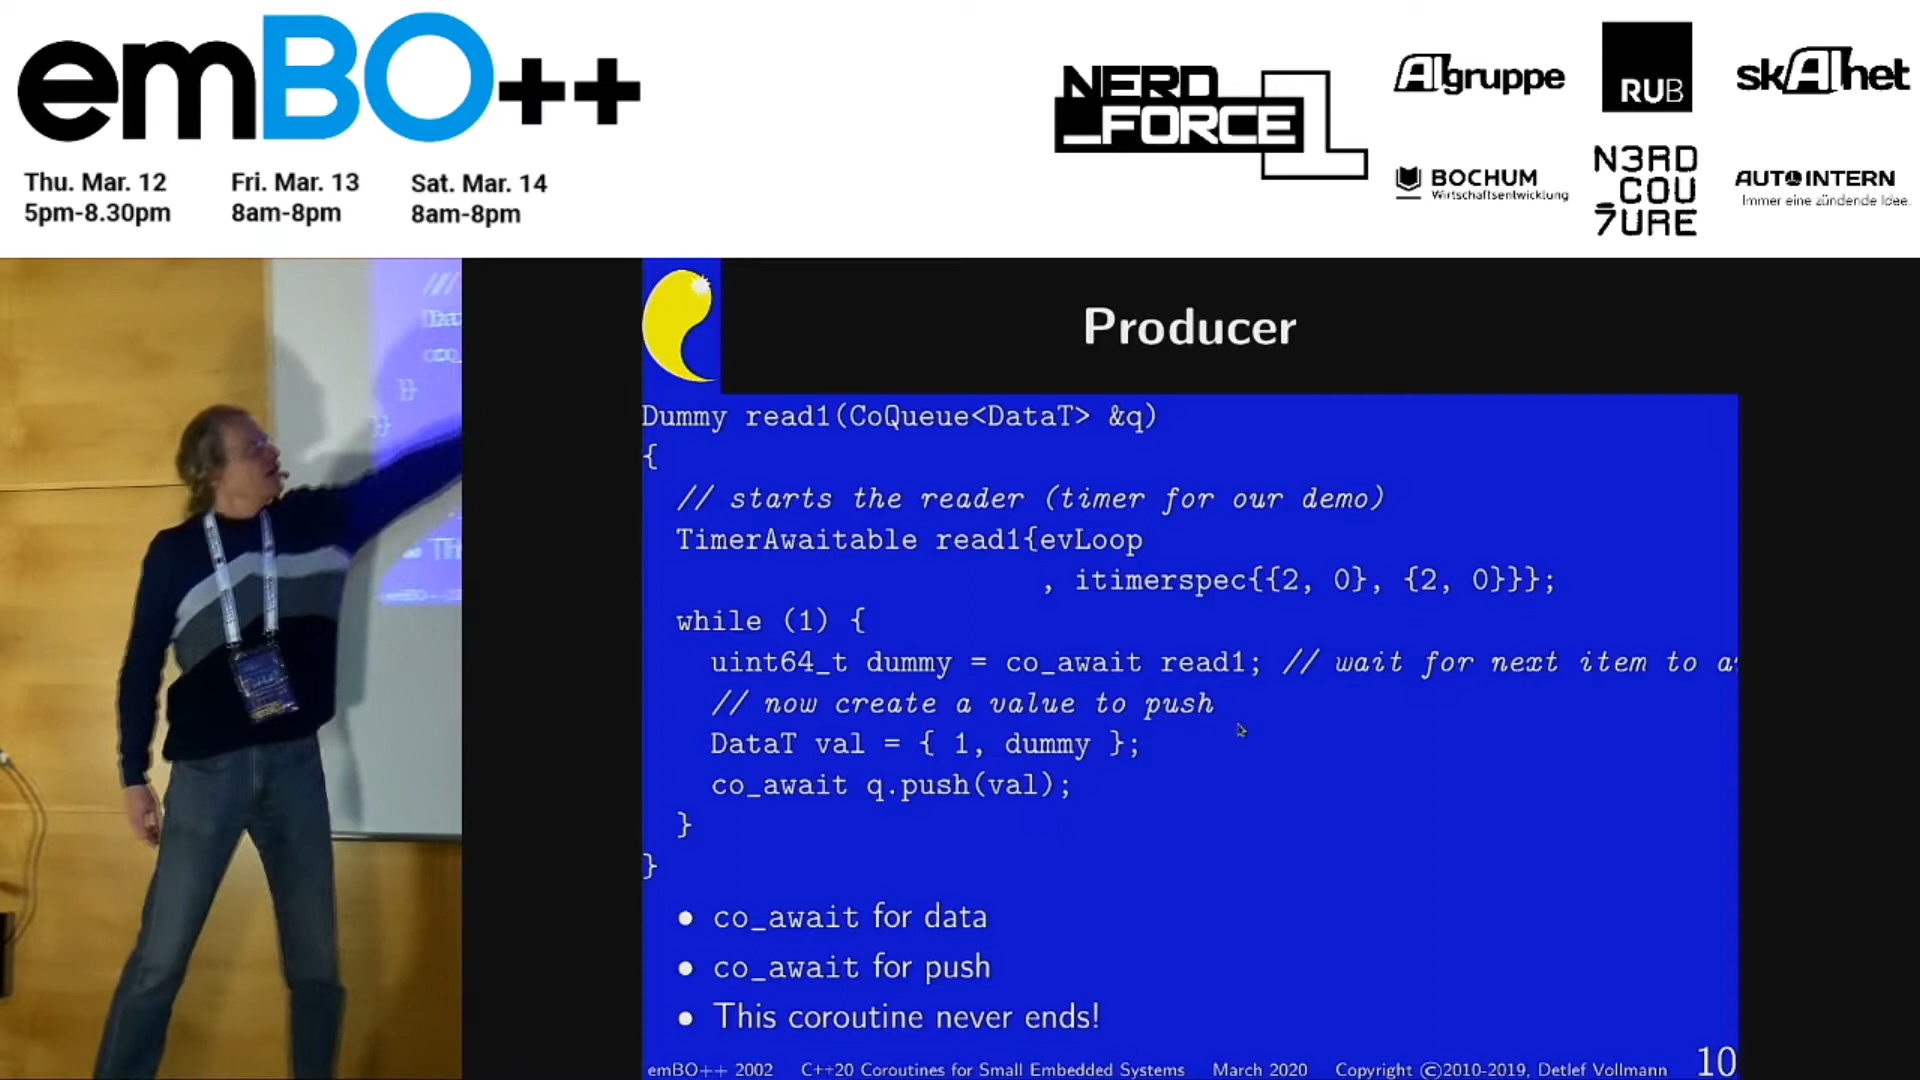 emBO++
Thu. Mar. 12
5pm-8.30pm
Fri. Mar. 13
8am-8pm
Sat. Mar. 14
8am-8pm
NERD
_FORCE
1
AIgruppe
RUB
skAIhet
BOCHUM
Wirtschaftsentwicklung
N3RD
_COU
7URE
AUTOINTERN
Immer eine zündende Idee.
Producer
Dummy read1(CoQueue<DataT> &q)
{
// starts the reader (timer for our demo)
TimerAwaitable read1{evLoop
, itimerspec{{2, 0}, {2, 0}}};
while (1) {
uint64_t dummy = co_await read1; // wait for next item to a
// now create a value to push
DataT val = { 1, dummy };
co_await q.push(val);
}
}
• co_await for data
• co_await for push
• This coroutine never ends!
emBO++ 2002 C++20 Coroutines for Small Embedded Systems March 2020 Copyright ©2010-2019, Detlef Vollmann 10